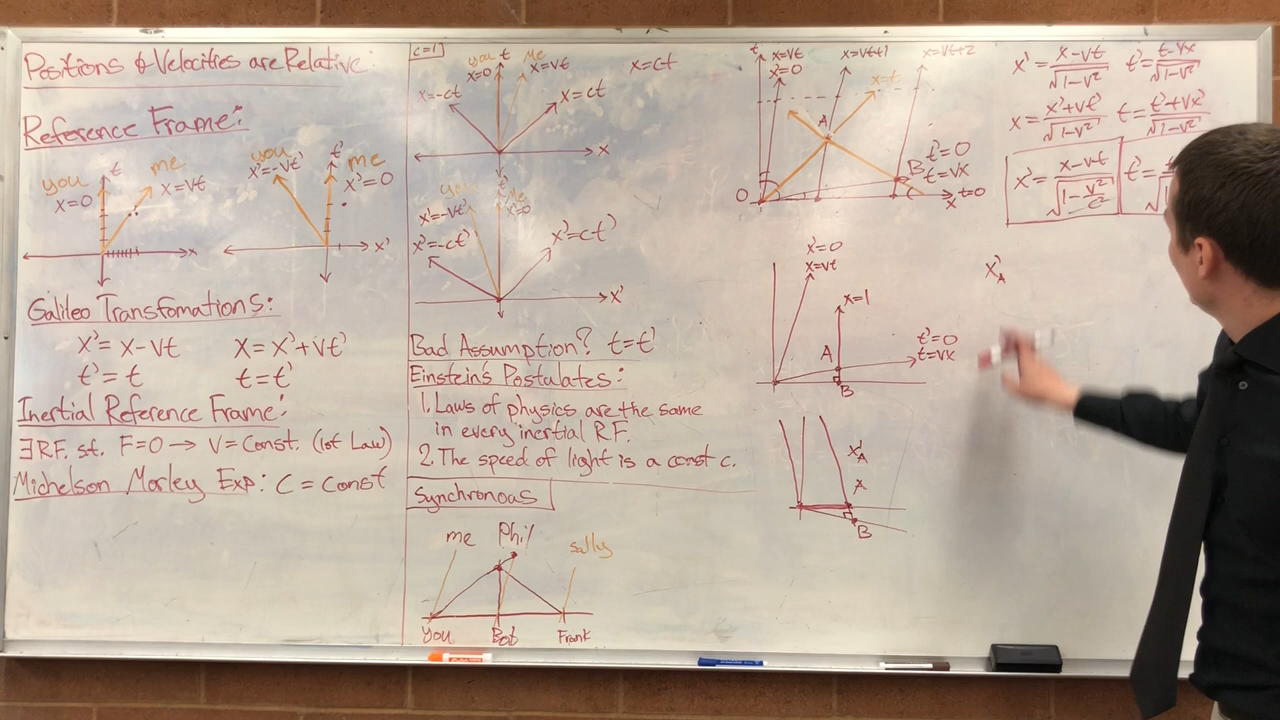 Positions & Velocities are Relative:
Reference Frame:
you
x=0
t
me
x=vt
x
you
x'=-vt'
t'
me
x'=0
x'
Galileo Transfomations:
x'=x-vt x=x'+vt'
t'=t t=t'
Inertial Reference Frame:
∃R.F. st. F=0 → V=Const. (1st Law)
Michelson Morley Exp: C = Const
c=1
you
x=0
t
me
x=vt
x=ct
x=-ct
x=ct
x
you
x'=-vt'
t'
me
x'=0
x'=-ct'
x'=ct'
x'
Bad Assumption? t=t'
Einstein's Postulates:
1. Laws of physics are the same
in every inertial R.F.
2. The speed of light is a const c.
Synchronous
me Phil Sally
you Bob Frank
t
x=vt
x=0
x=vt+1
x=vt+2
x=t
A
B
t'=0
t=vx
O
x
t=0
x'=0
x=vt
x=1
A
B
t'=0
t=vx
x'A
A
B
x'=x-vt/√1-v² t'=t-vx/√1-v²
x=x'+vt'/√1-v² t=t'+vx'/√1-v²
x'=x-vt/√1-v²/c² t'=
x'A